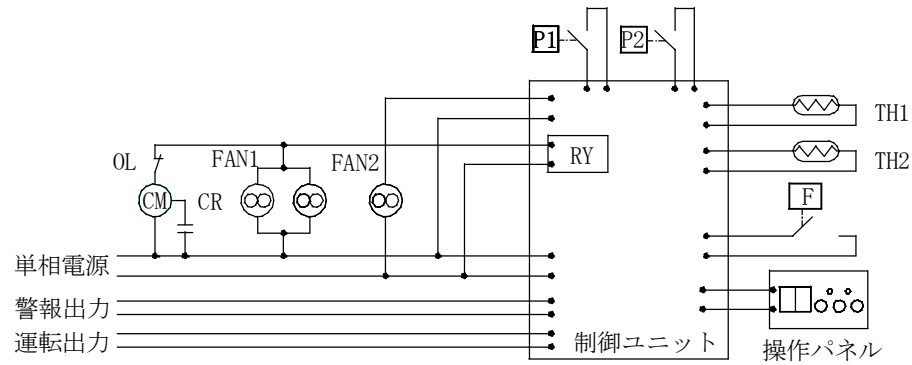 P1
P2
TH1
OL
FAN1
FAN2
RY
TH2
CM
CR
F
単相電源
警報出力
運転出力
制御ユニット
操作パネル